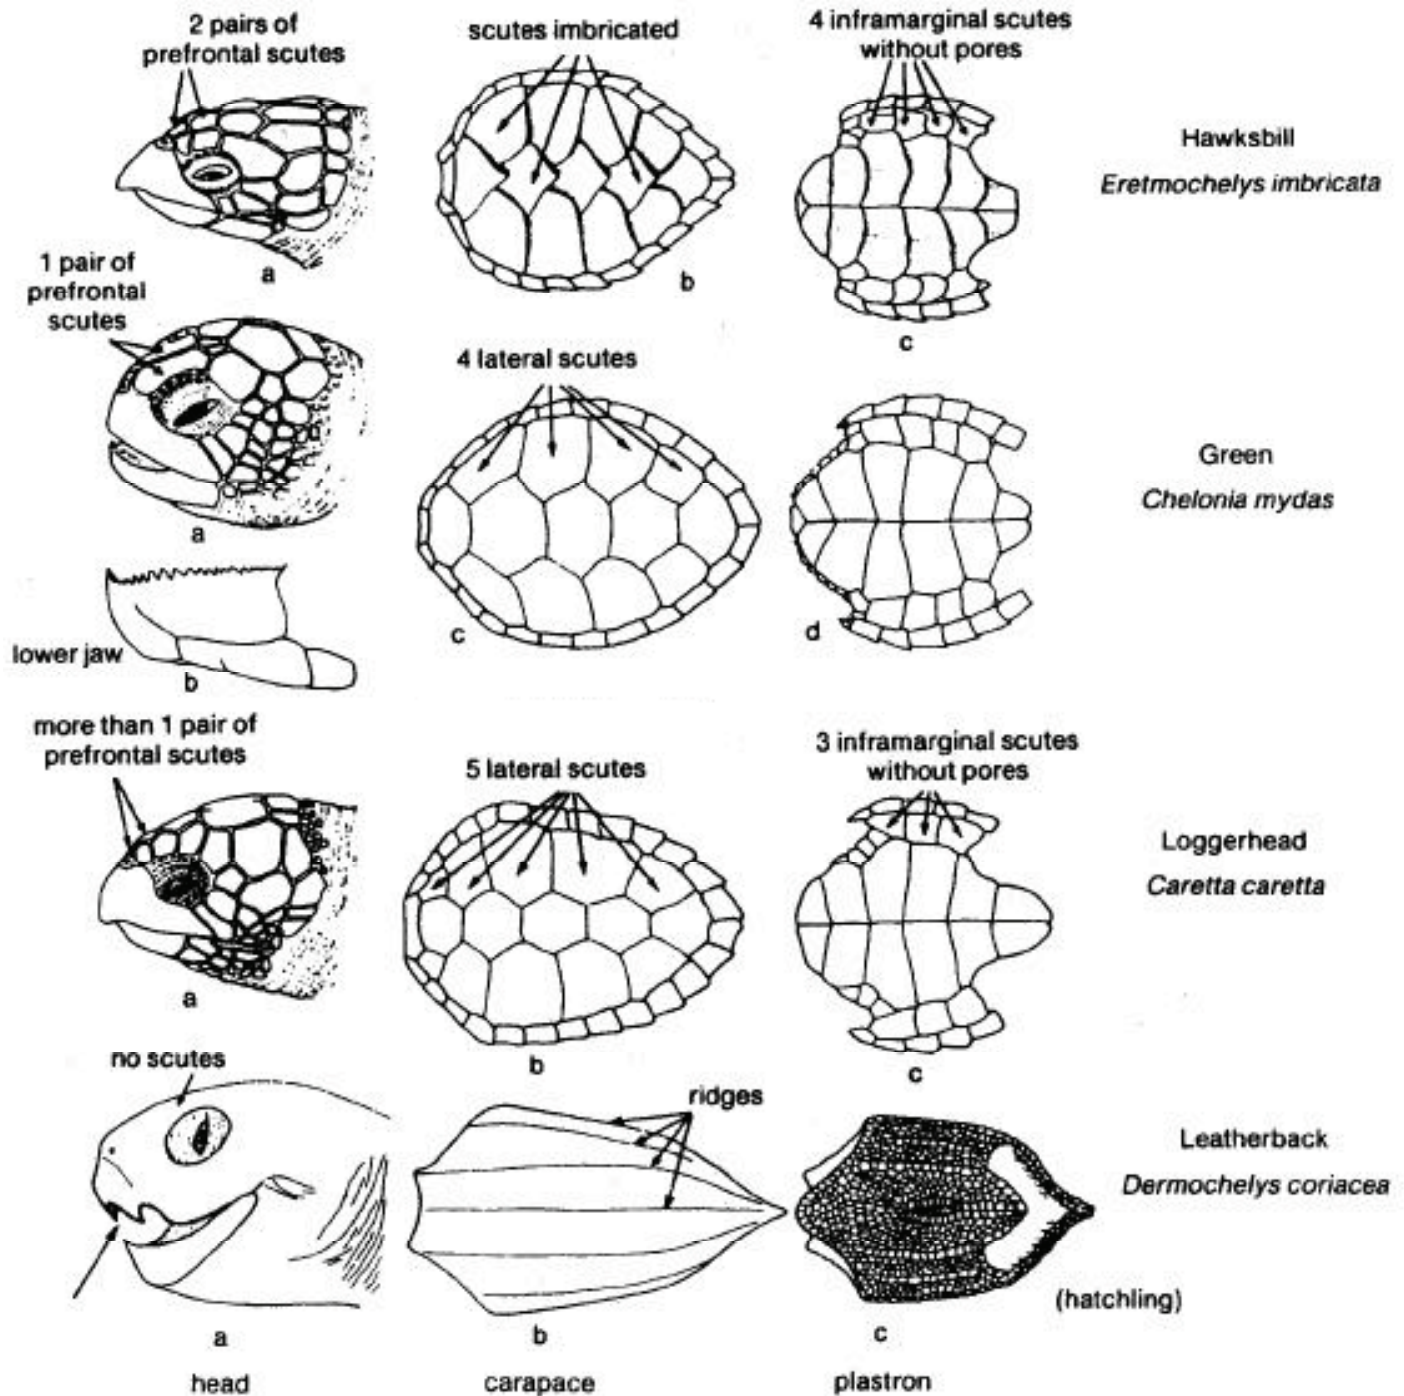 2 pairs of
prefrontal scutes
scutes imbricated
4 inframarginal scutes
without pores
Hawksbill
Eretmochelys imbricata
a
b
c
1 pair of
prefrontal
scutes
4 lateral scutes
Green
Chelonia mydas
a
c
d
lower jaw
b
more than 1 pair of
prefrontal scutes
5 lateral scutes
3 inframarginal scutes
without pores
Loggerhead
Caretta caretta
a
b
c
no scutes
ridges
Leatherback
Dermochelys coriacea
(hatchling)
a
b
c
head
carapace
plastron